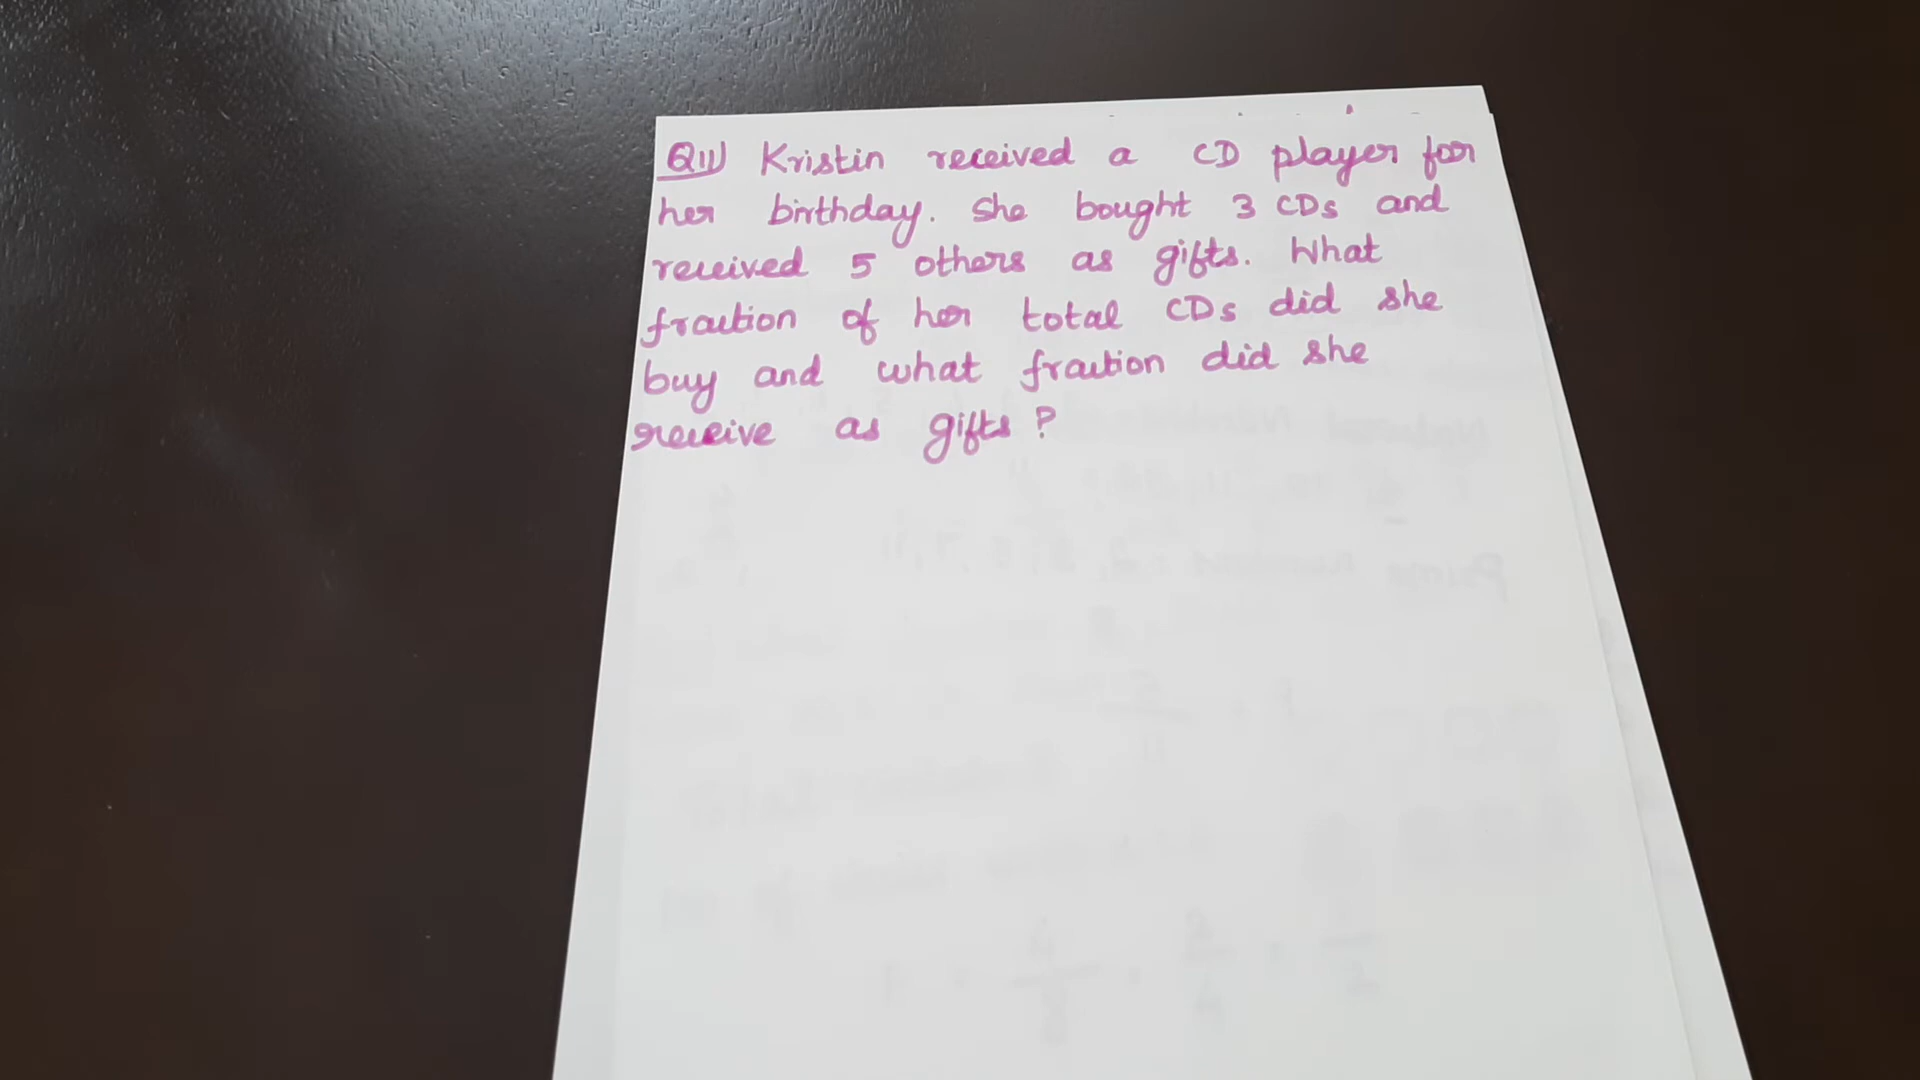 Q11) Kristin received a CD player for
her birthday. She bought 3 CDs and
received 5 others as gifts. What
fraction of her total CDs did she
buy and what fraction did she
receive as gifts?